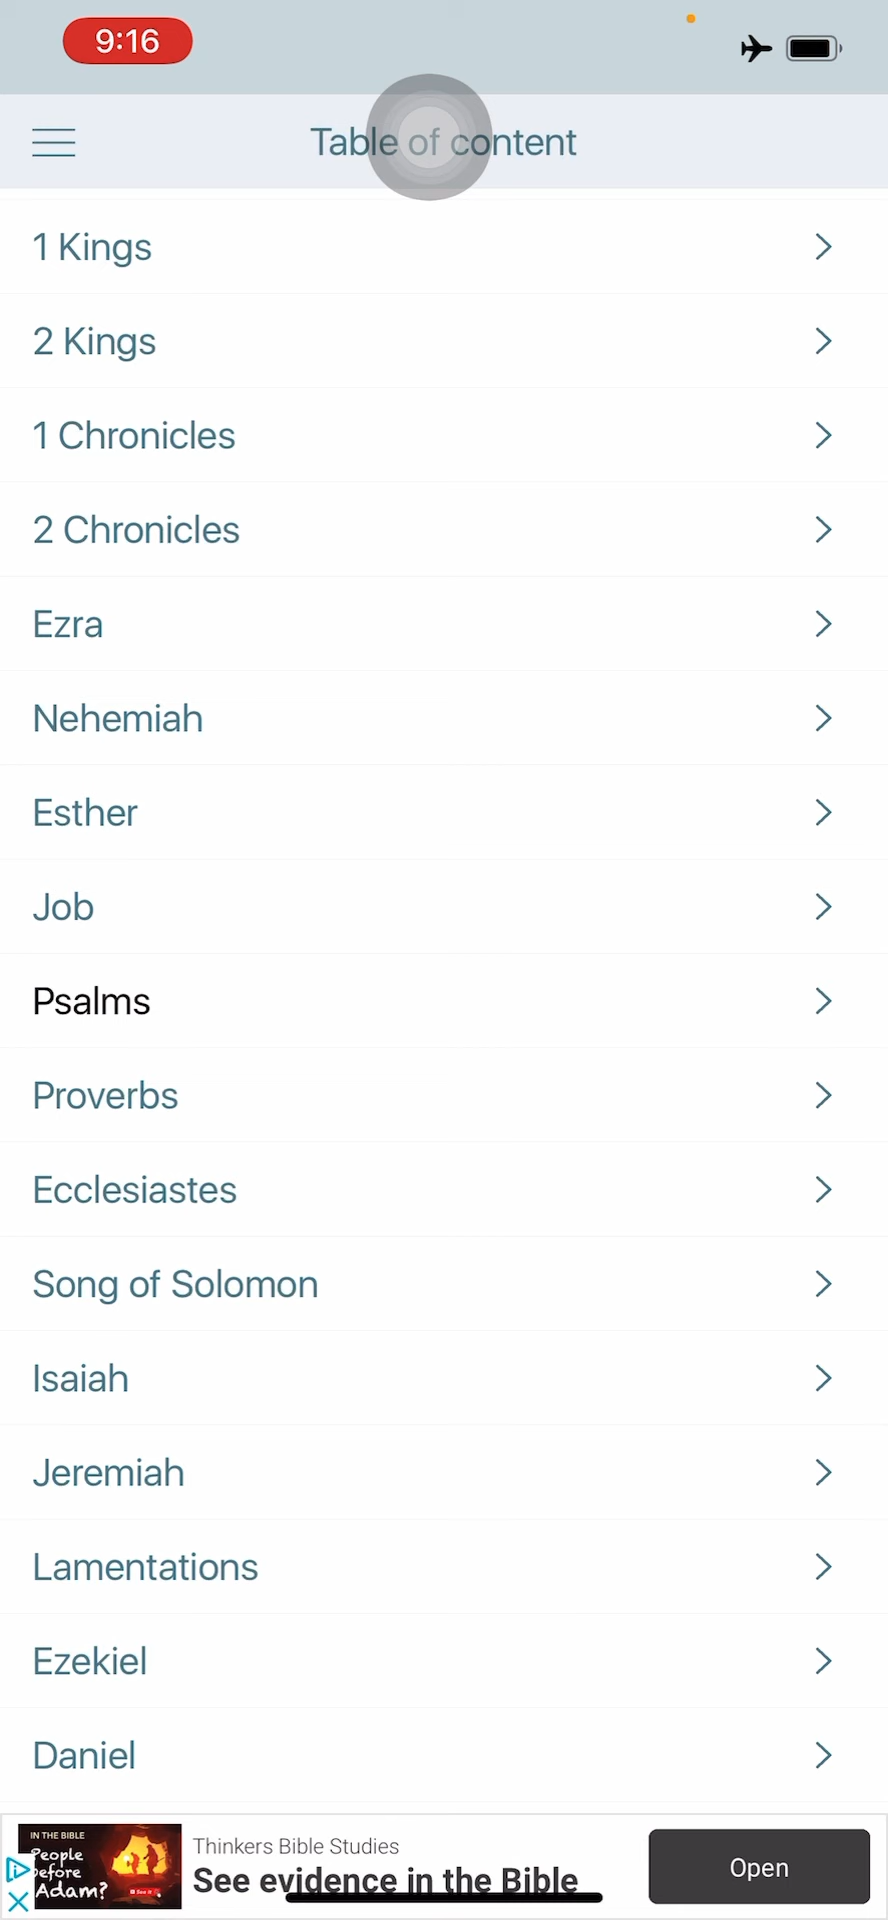 9:16
Table of content
1 Kings
2 Kings
1 Chronicles
2 Chronicles
Ezra
Nehemiah
Esther
Job
Psalms
Proverbs
Ecclesiastes
Song of Solomon
Isaiah
Jeremiah
Lamentations
Ezekiel
Daniel
IN THE BIBLE
People
before
Adam?
See it
Thinkers Bible Studies
See evidence in the Bible
Open